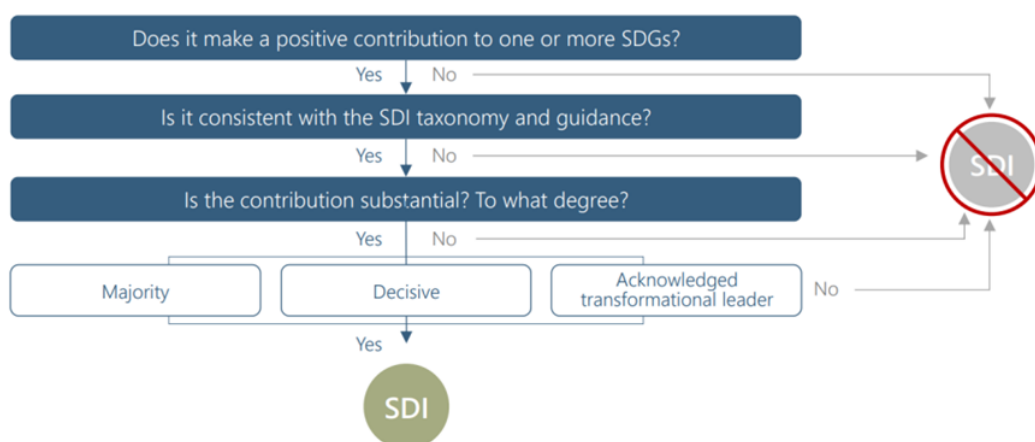 Does it make a positive contribution to one or more SDGs?
Yes No
Is it consistent with the SDI taxonomy and guidance?
Yes No
SDI
Is the contribution substantial? To what degree?
Yes No
Majority
Decisive
Acknowledged
transformational leader
No
Yes
SDI